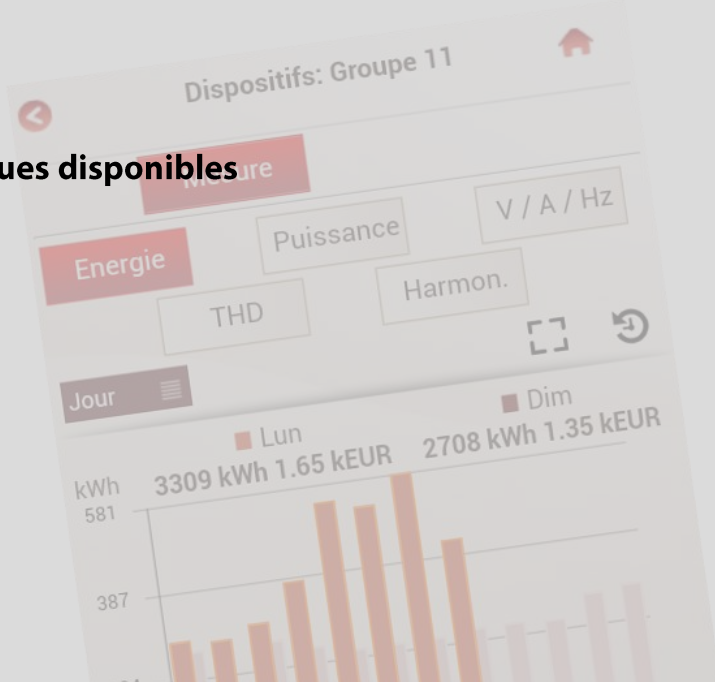 Dispositifs: Groupe 11
ues disponibles
Mesure
Energie
Puissance
V / A / Hz
THD
Harmon.
Jour
Lun
Dim
3309 kWh 1.65 kEUR
2708 kWh 1.35 kEUR
kWh
581
387